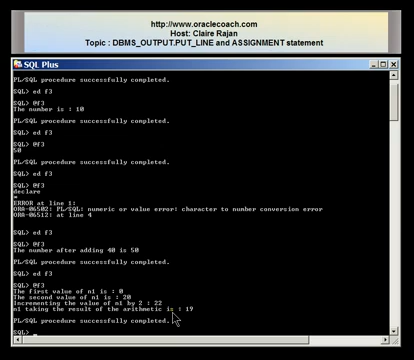 http://www.oraclecoach.com
Host: Claire Rajan
Topic : DBMS_OUTPUT.PUT_LINE and ASSIGNMENT statement
SQL Plus
PL/SQL procedure successfully completed.
SQL> ed f3
SQL> @f3
The number is : 10
PL/SQL procedure successfully completed.
SQL> ed f3
SQL> @f3
50
PL/SQL procedure successfully completed.
SQL> ed f3
SQL> @f3
declare
*
ERROR at line 1:
ORA-06502: PL/SQL: numeric or value error: character to number conversion error
ORA-06512: at line 4
SQL> ed f3
SQL> @f3
The number after adding 40 is 50
PL/SQL procedure successfully completed.
SQL> ed f3
SQL> @f3
The first value of n1 is : 0
The second value of n1 is : 20
Incrementing the value of n1 by 2 : 22
n1 taking the result of the arithmetic is : 19
PL/SQL procedure successfully completed.
SQL>